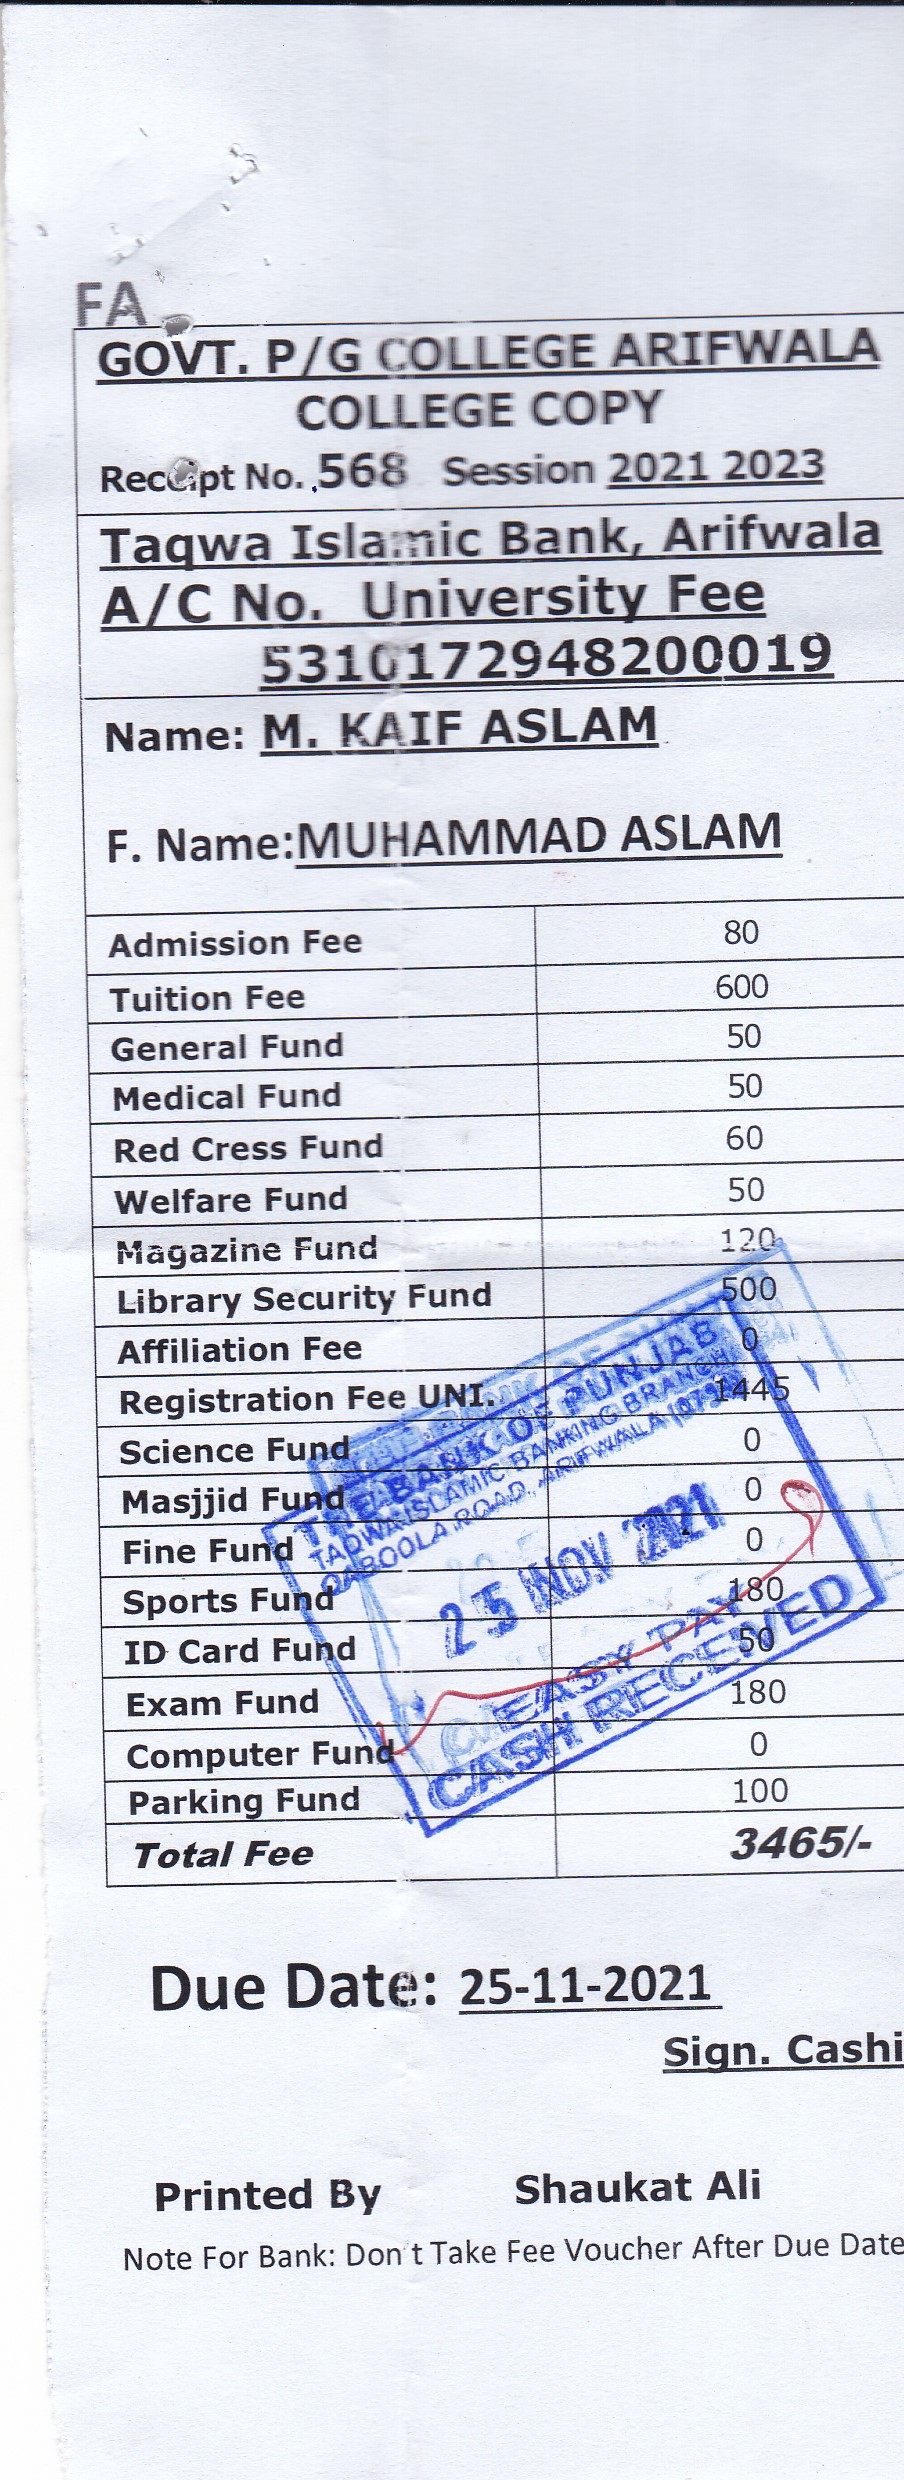 FA
GOVT. P/G COLLEGE ARIFWALA
COLLEGE COPY
Receipt No. 568 Session 2021 2023
Taqwa Islamic Bank, Arifwala
A/C No. University Fee
5310172948200019
Name: M. KAIF ASLAM
F. Name:MUHAMMAD ASLAM
Admission Fee 80
Tuition Fee 600
General Fund 50
Medical Fund 50
Red Cress Fund 60
Welfare Fund 50
Magazine Fund 120
Library Security Fund 500
Affiliation Fee 0
Registration Fee UNI. 1445
Science Fund 0
Masjjid Fund 0
Fine Fund 0
Sports Fund 180
ID Card Fund 50
Exam Fund 180
Computer Fund 0
Parking Fund 100
Total Fee 3465/-
THE BANK OF PUNJAB
TAQWA ISLAMIC BANKING BRANCH
QABOOLA ROAD, ARIFWALA
25 NOV 2021
EASY PAY
CASH RECEIVED
Due Date: 25-11-2021
Sign. Cashi
Printed By Shaukat Ali
Note For Bank: Don't Take Fee Voucher After Due Date